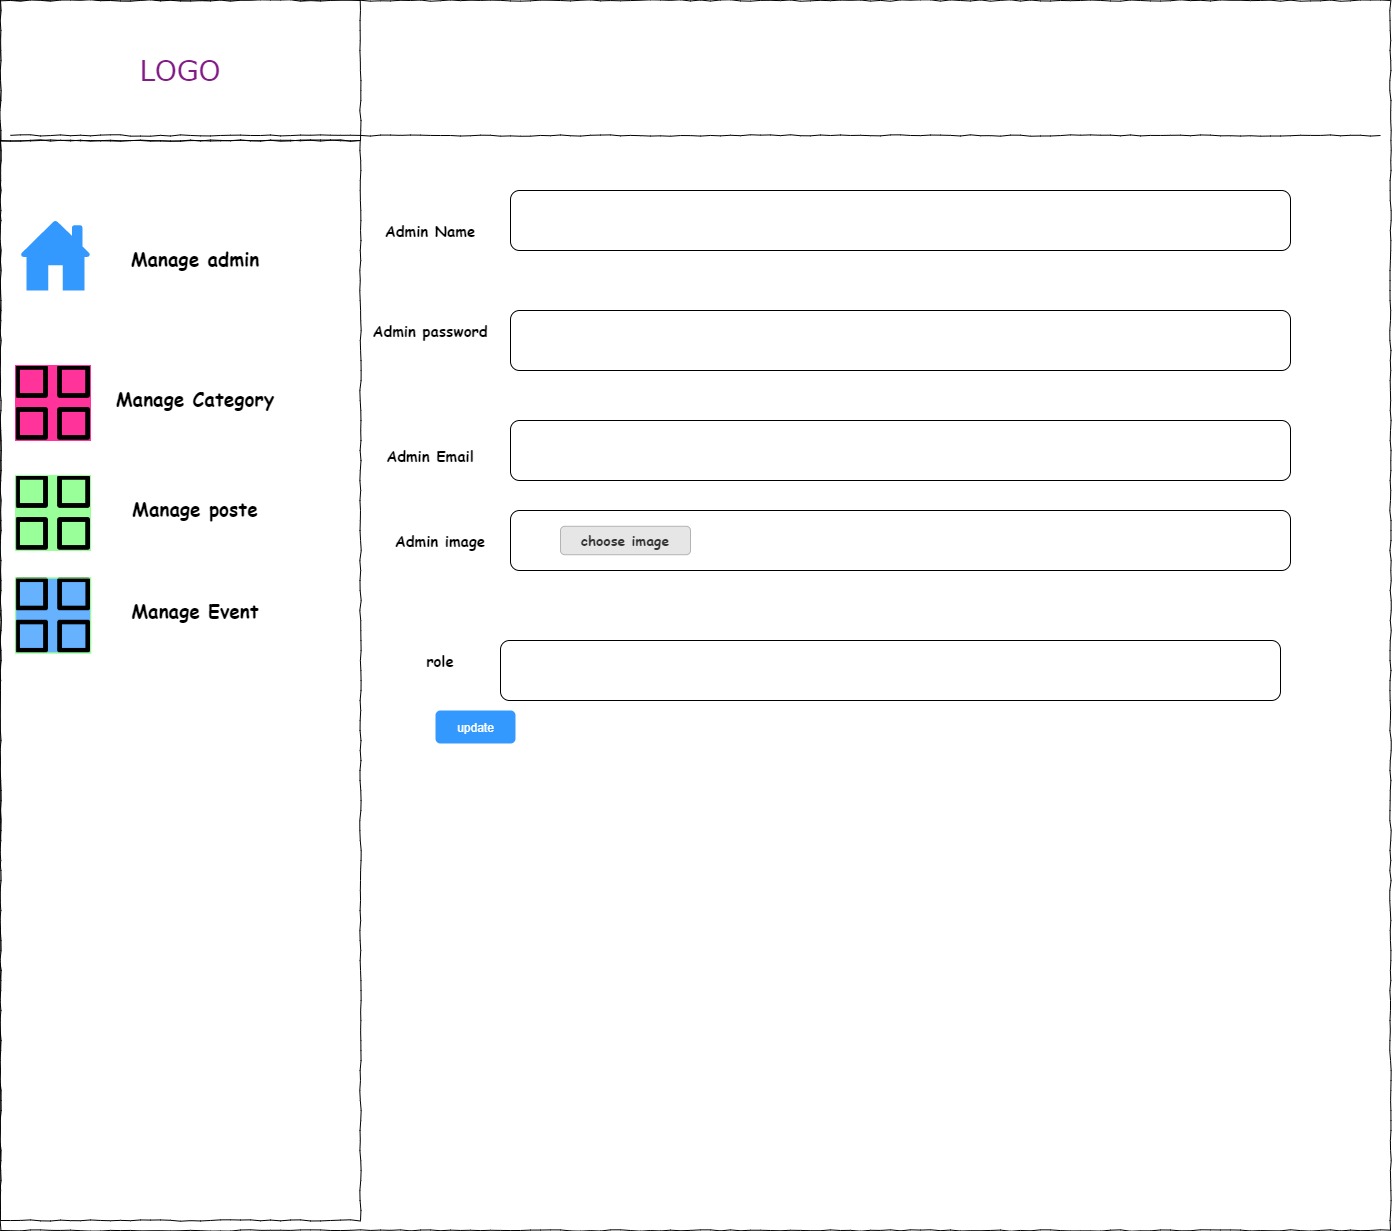 LOGO
Manage admin
Manage Category
Manage poste
Manage Event
Admin Name
Admin password
Admin Email
Admin image
choose image
role
update